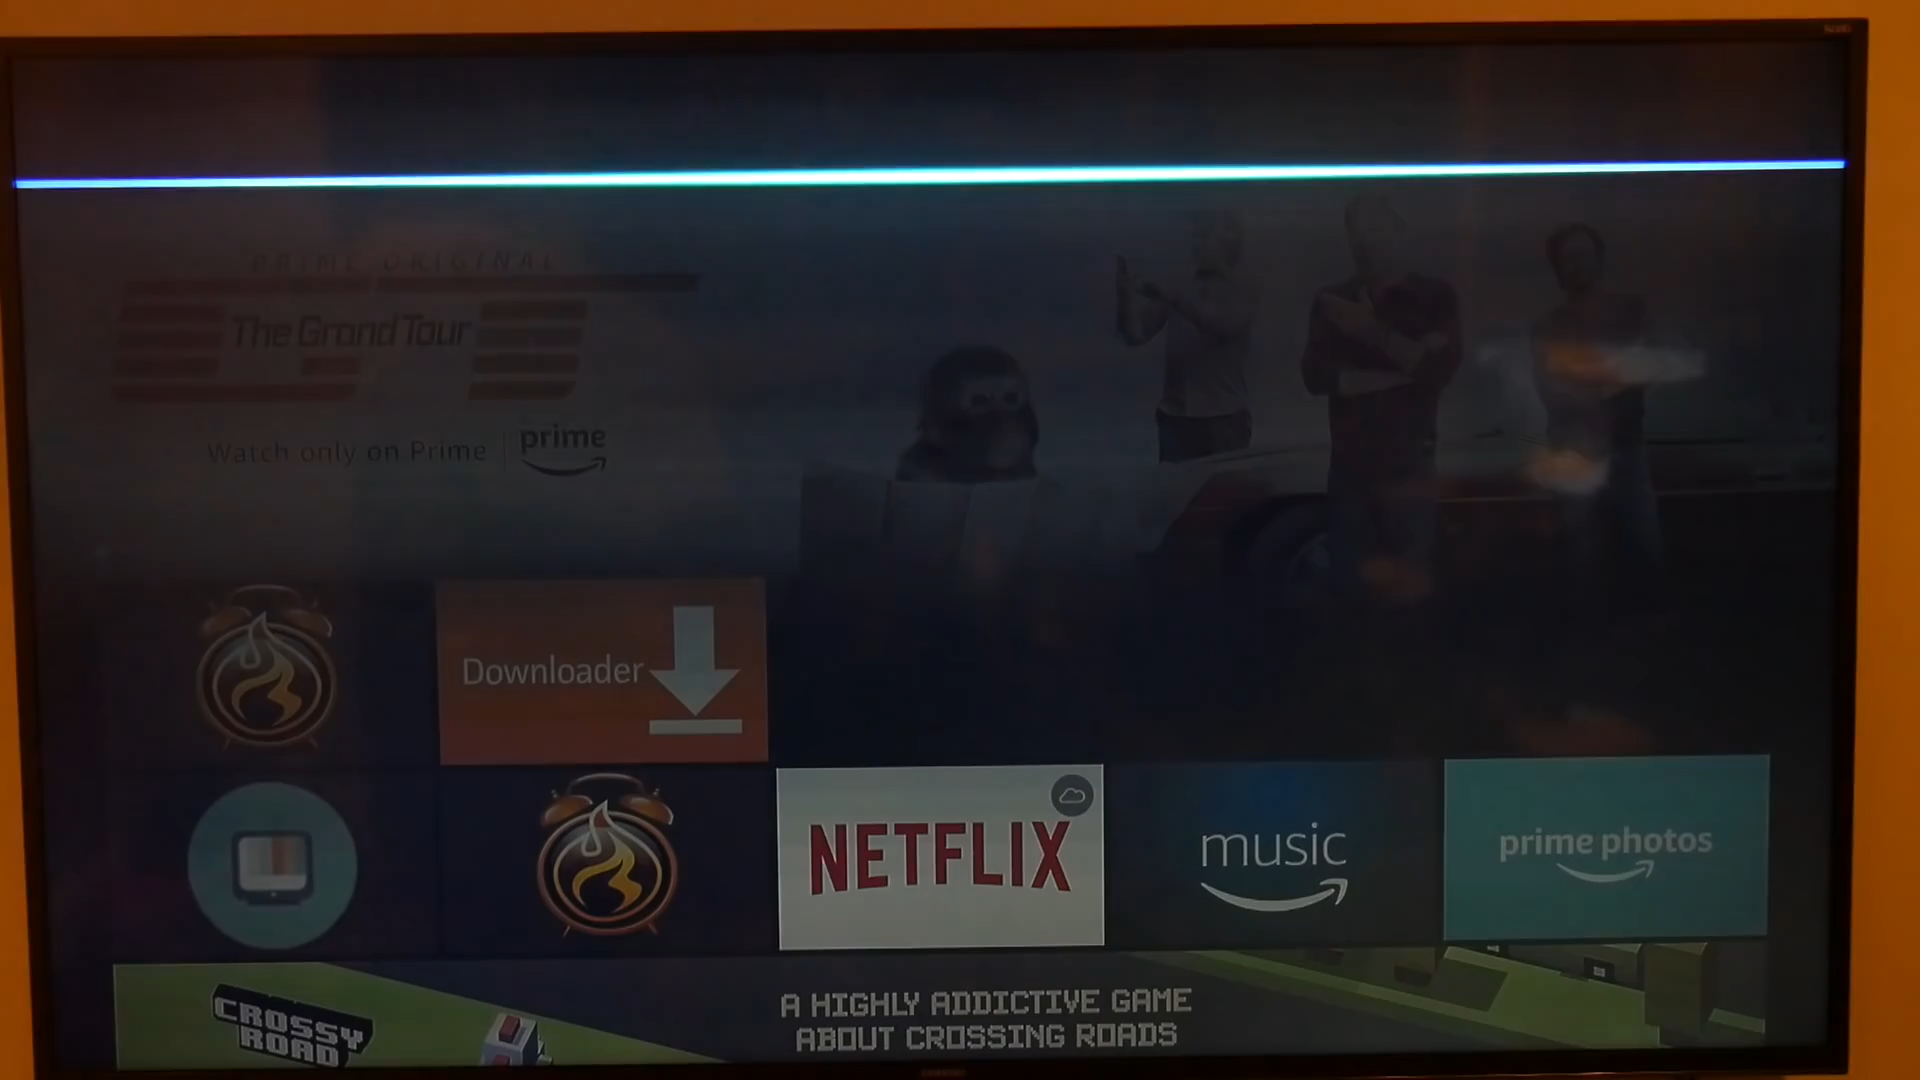 PRIME ORIGINAL
The Grand Tour
Watch only on Prime | prime
Downloader
NETFLIX
music
prime photos
CROSSY
ROAD
A HIGHLY ADDICTIVE GAME
ABOUT CROSSING ROADS